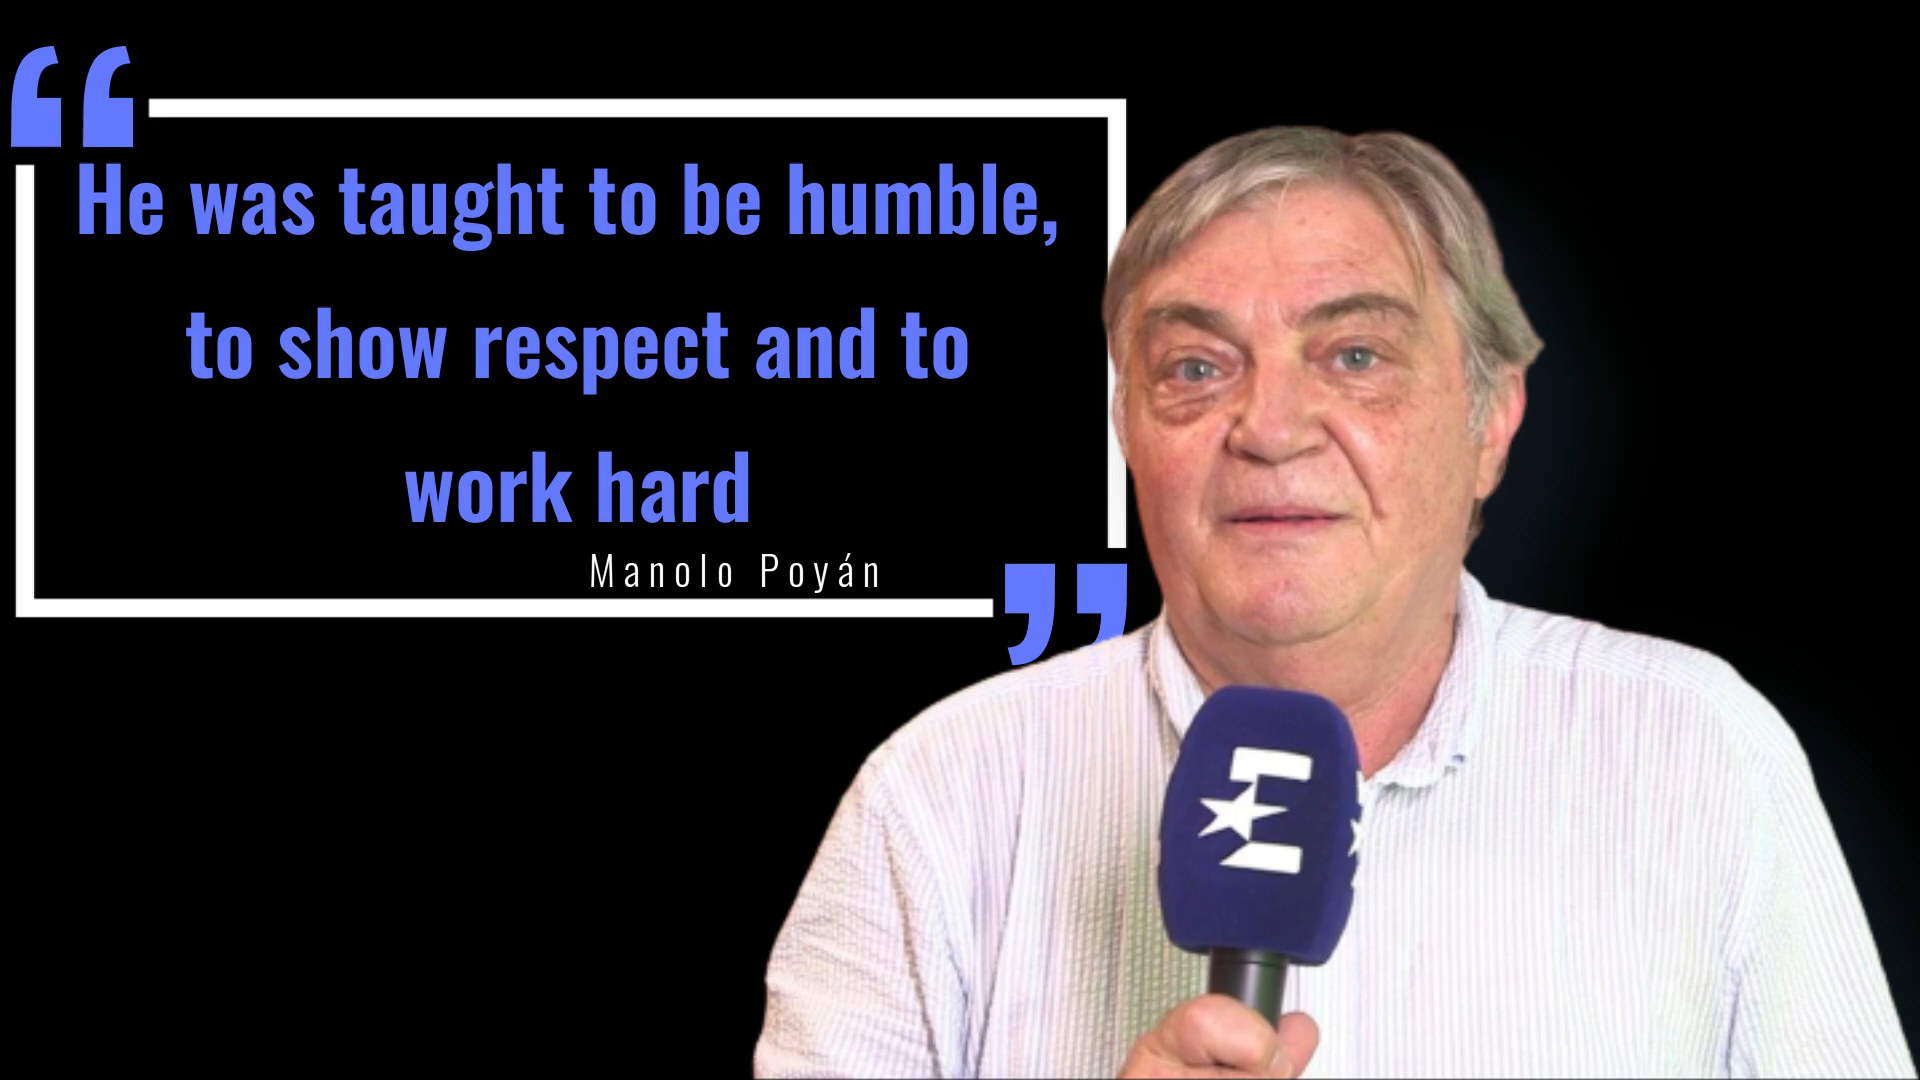 He was taught to be humble,
to show respect and to
work hard
Manolo Poyán